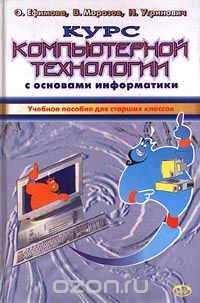 О. Ефимова, В. Морозов, Н. Угринович
КУРС
КОМПЬЮТЕРНОЙ
ТЕХНОЛОГИИ
С ОСНОВАМИ ИНФОРМАТИКИ
Учебное пособие для старших классов
OZON.ru